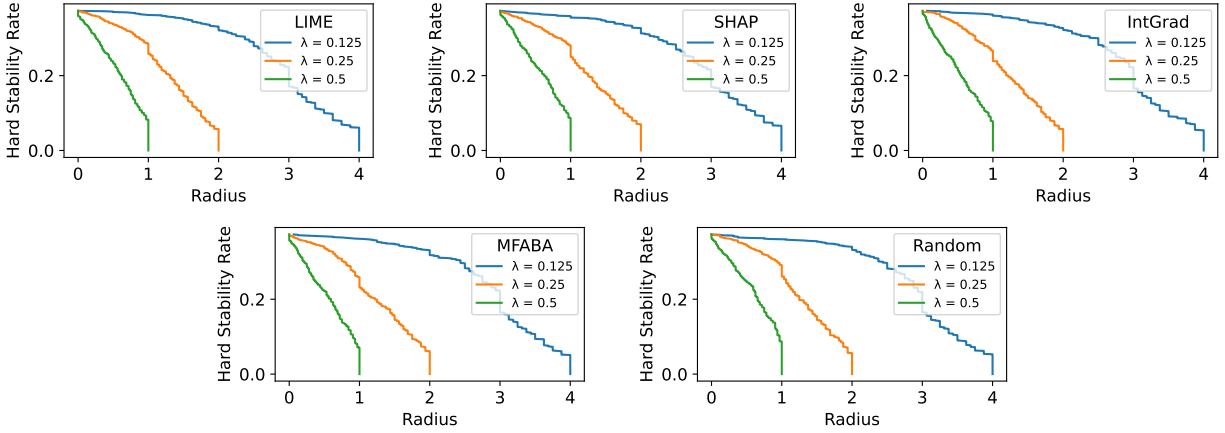 LIME
λ = 0.125
λ = 0.25
λ = 0.5
Hard Stability Rate
0.2
0.0
0 1 2 3 4
Radius
SHAP
λ = 0.125
λ = 0.25
λ = 0.5
Hard Stability Rate
0.2
0.0
0 1 2 3 4
Radius
IntGrad
λ = 0.125
λ = 0.25
λ = 0.5
Hard Stability Rate
0.2
0.0
0 1 2 3 4
Radius
MFABA
λ = 0.125
λ = 0.25
λ = 0.5
Hard Stability Rate
0.2
0.0
0 1 2 3 4
Radius
Random
λ = 0.125
λ = 0.25
λ = 0.5
Hard Stability Rate
0.2
0.0
0 1 2 3 4
Radius